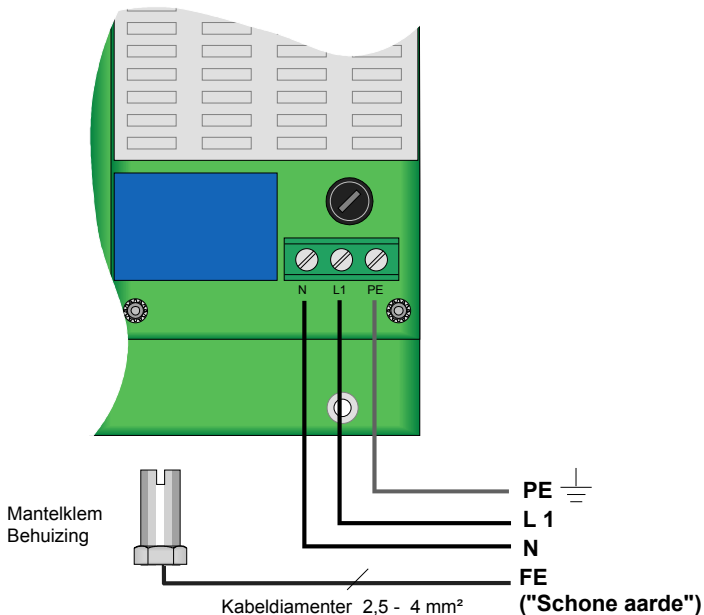 N L1 PE
PE
L 1
N
FE
("Schone aarde")
Mantelklem
Behuizing
Kabeldiamenter 2,5 - 4 mm²